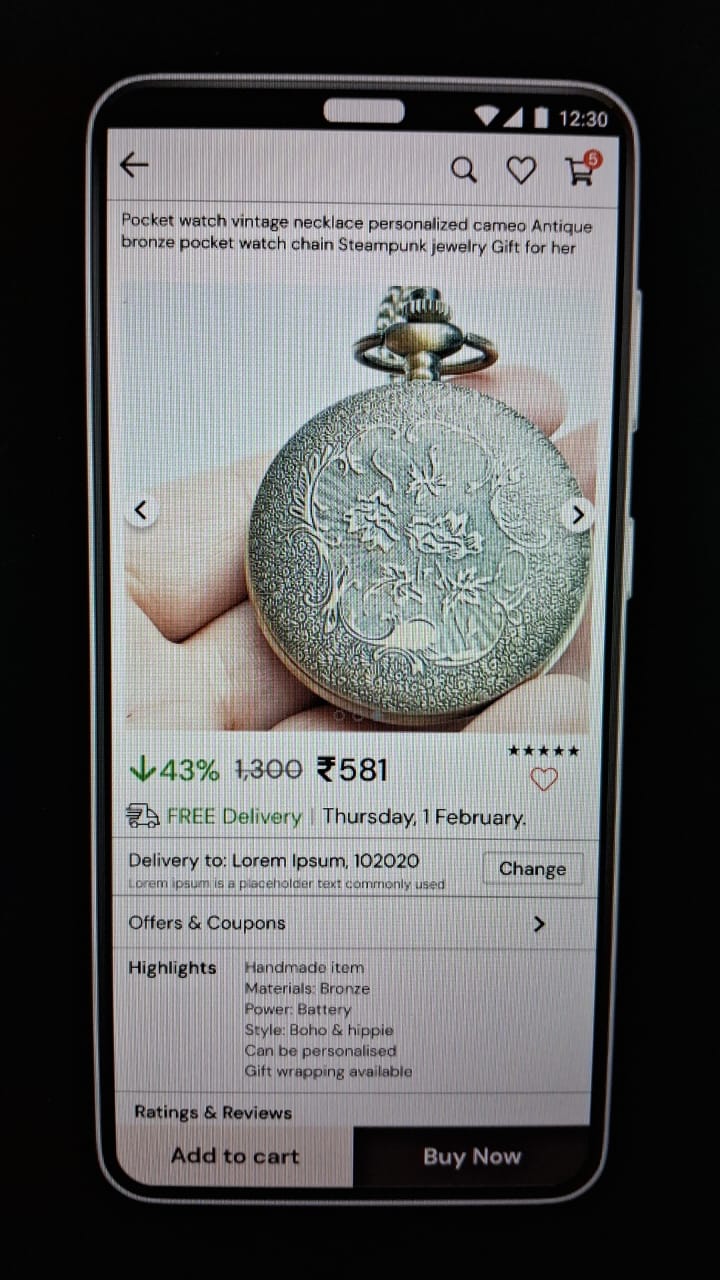 12:30
5
Pocket watch vintage necklace personalized cameo Antique
bronze pocket watch chain Steampunk jewelry Gift for her
43% 1,300 ₹581
FREE Delivery | Thursday, 1 February.
Delivery to: Lorem Ipsum, 102020
Lorem ipsum is a placeholder text commonly used
Change
Offers & Coupons
Highlights
Handmade item
Materials: Bronze
Power: Battery
Style: Boho & hippie
Can be personalised
Gift wrapping available
Ratings & Reviews
Add to cart
Buy Now